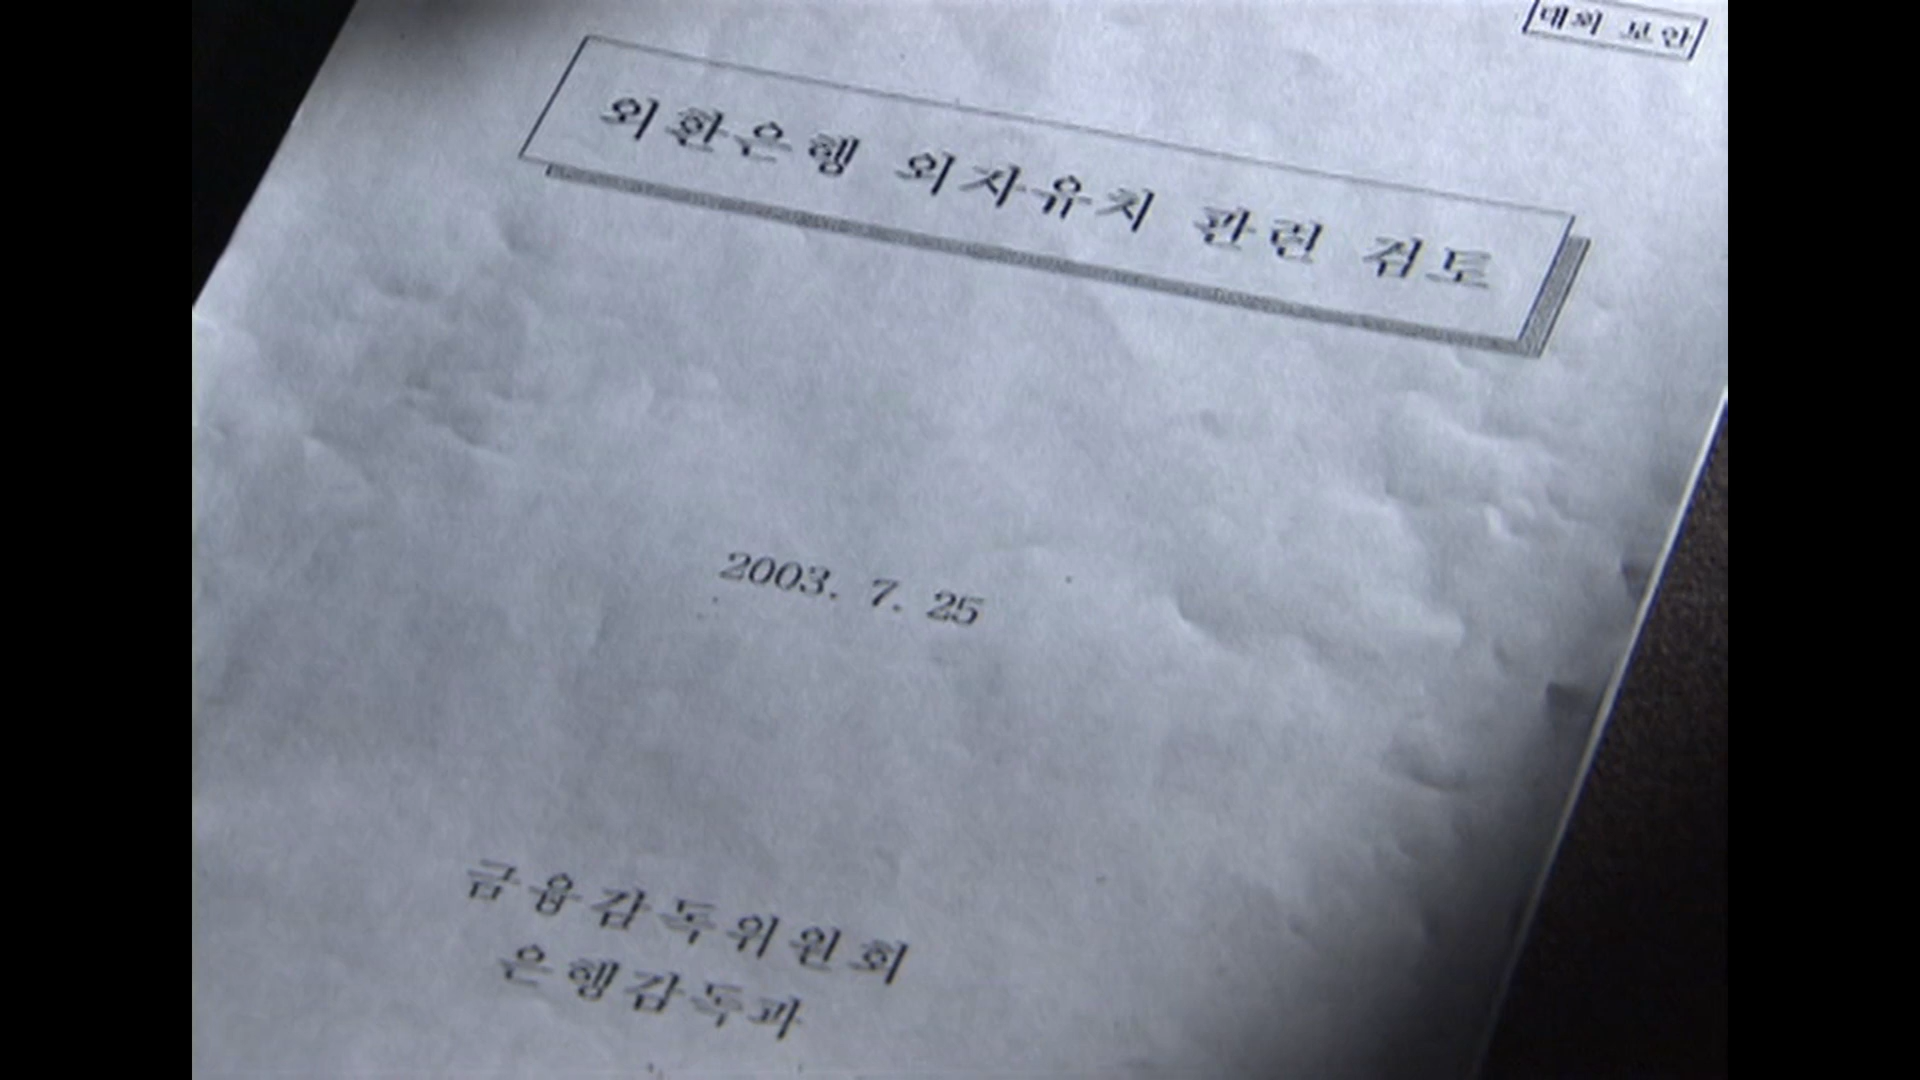 대외 보안
외환은행 외자유치 관련 검토
2003. 7. 25
금융감독위원회
은행감독과